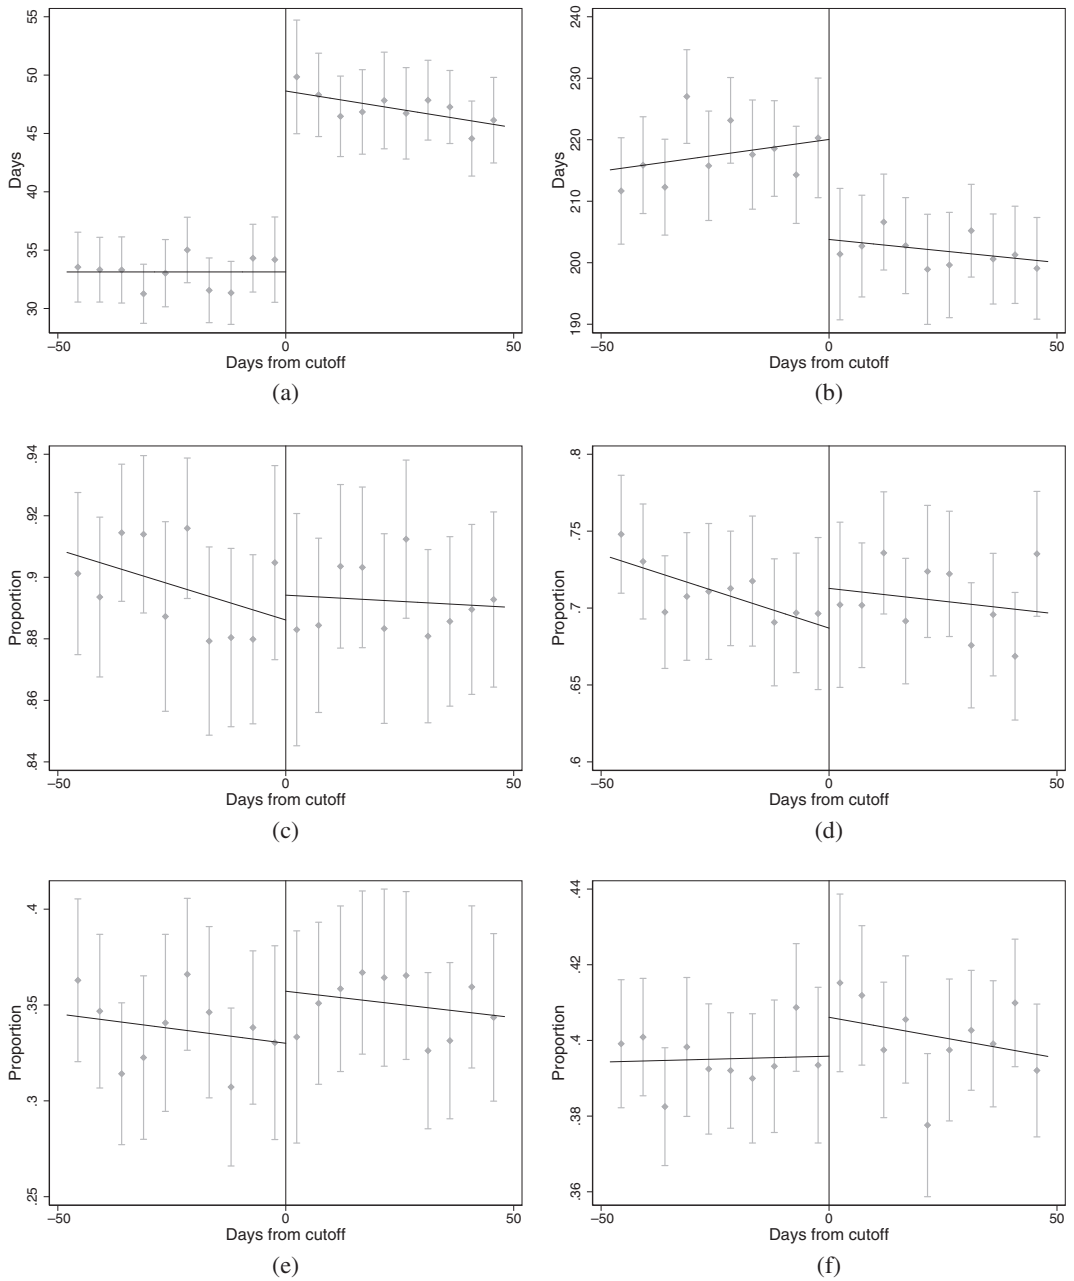 55
50
45
40
35
30
Days
−50
0
50
Days from cutoff
(a)
240
230
220
210
200
190
Days
−50
0
50
Days from cutoff
(b)
.94
.92
.9
.88
.86
.84
Proportion
−50
0
50
Days from cutoff
(c)
.8
.75
.7
.65
.6
Proportion
−50
0
50
Days from cutoff
(d)
.4
.35
.3
.25
Proportion
−50
0
50
Days from cutoff
(e)
.44
.42
.4
.38
.36
Proportion
−50
0
50
Days from cutoff
(f)